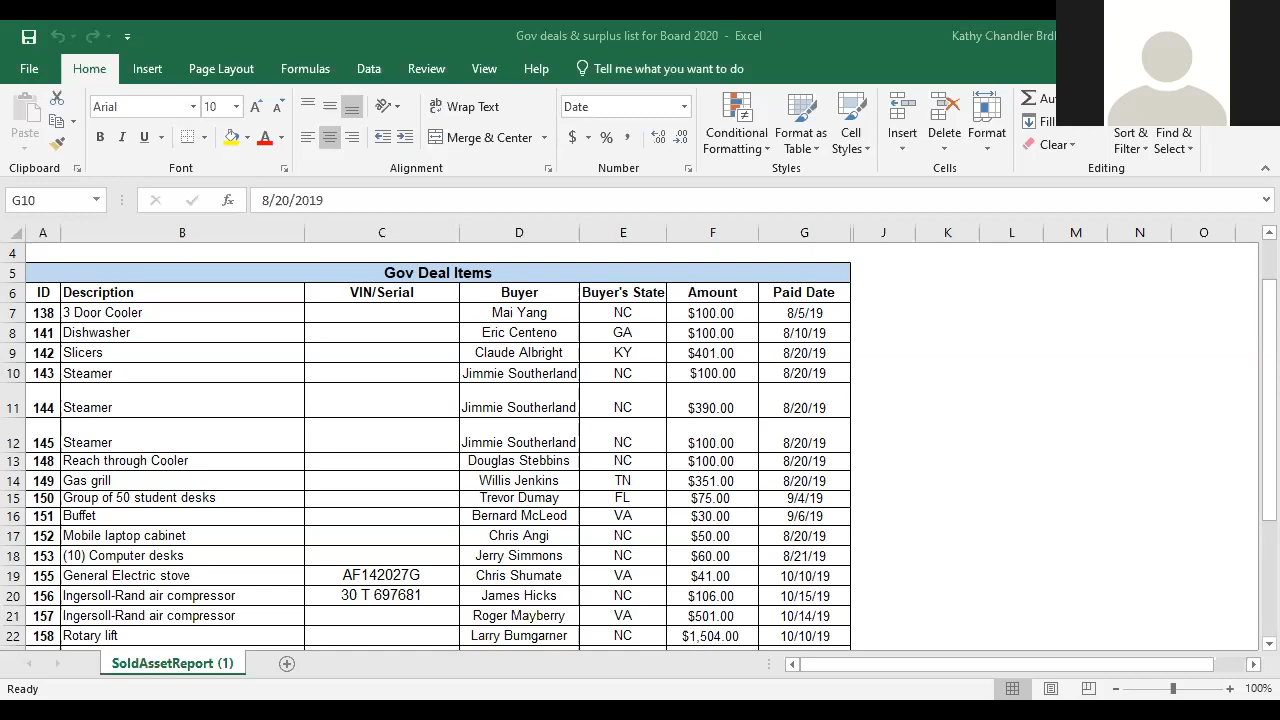 Gov deals & surplus list for Board 2020 - Excel Kathy Chandler Brdl
File Home Insert Page Layout Formulas Data Review View Help Tell me what you want to do
Paste Arial 10 Wrap Text Date Conditional Formatting Format as Table Cell Styles Insert Delete Format Fill Clear Sort & Filter Find & Select
Merge & Center $ % ,
Clipboard Font Alignment Number Styles Cells Editing
G10 fx 8/20/2019
A B C D E F G J K L M N O
4
5 Gov Deal Items
6 ID Description VIN/Serial Buyer Buyer's State Amount Paid Date
7 138 3 Door Cooler Mai Yang NC $100.00 8/5/19
8 141 Dishwasher Eric Centeno GA $100.00 8/10/19
9 142 Slicers Claude Albright KY $401.00 8/20/19
10 143 Steamer Jimmie Southerland NC $100.00 8/20/19
11 144 Steamer Jimmie Southerland NC $390.00 8/20/19
12 145 Steamer Jimmie Southerland NC $100.00 8/20/19
13 148 Reach through Cooler Douglas Stebbins NC $100.00 8/20/19
14 149 Gas grill Willis Jenkins TN $351.00 8/20/19
15 150 Group of 50 student desks Trevor Dumay FL $75.00 9/4/19
16 151 Buffet Bernard McLeod VA $30.00 9/6/19
17 152 Mobile laptop cabinet Chris Angi NC $50.00 8/20/19
18 153 (10) Computer desks Jerry Simmons NC $60.00 8/21/19
19 155 General Electric stove AF142027G Chris Shumate VA $41.00 10/10/19
20 156 Ingersoll-Rand air compressor 30 T 697681 James Hicks NC $106.00 10/15/19
21 157 Ingersoll-Rand air compressor Roger Mayberry VA $501.00 10/14/19
22 158 Rotary lift Larry Bumgarner NC $1,504.00 10/10/19
SoldAssetReport (1)
Ready 100%